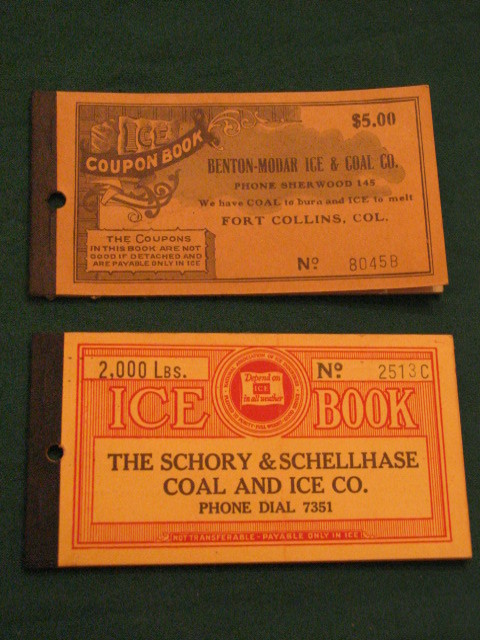 ICE
COUPON BOOK
$5.00
BENTON-MODAR ICE & COAL CO.
PHONE SHERWOOD 145
We have COAL to burn and ICE to melt
FORT COLLINS, COL.
THE COUPONS
IN THIS BOOK ARE NOT
GOOD IF DETACHED AND
ARE PAYABLE ONLY IN ICE
No 8045B
2,000 LBS.
No 2513C
Depend on
ICE
in all weather
ICE BOOK
THE SCHORY & SCHELLHASE
COAL AND ICE CO.
PHONE DIAL 7351
NOT TRANSFERABLE - PAYABLE ONLY IN ICE